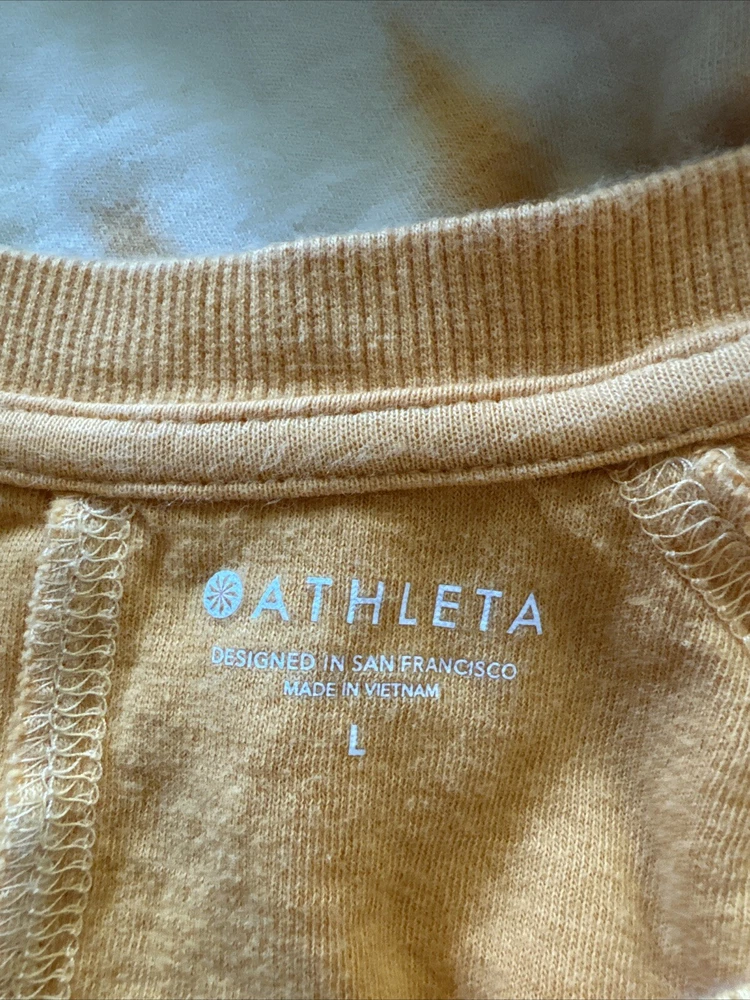 ATHLETA
DESIGNED IN SAN FRANCISCO
MADE IN VIETNAM
L